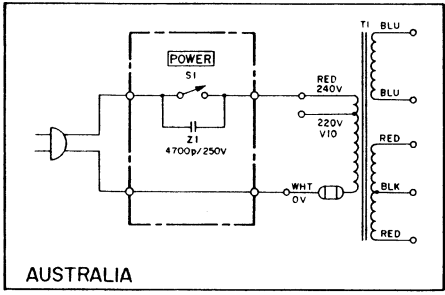 T1
BLU
POWER
S1
RED
240V
BLU
220V
V10
Z1
4700p/250V
RED
WHT
0V
BLK
RED
AUSTRALIA